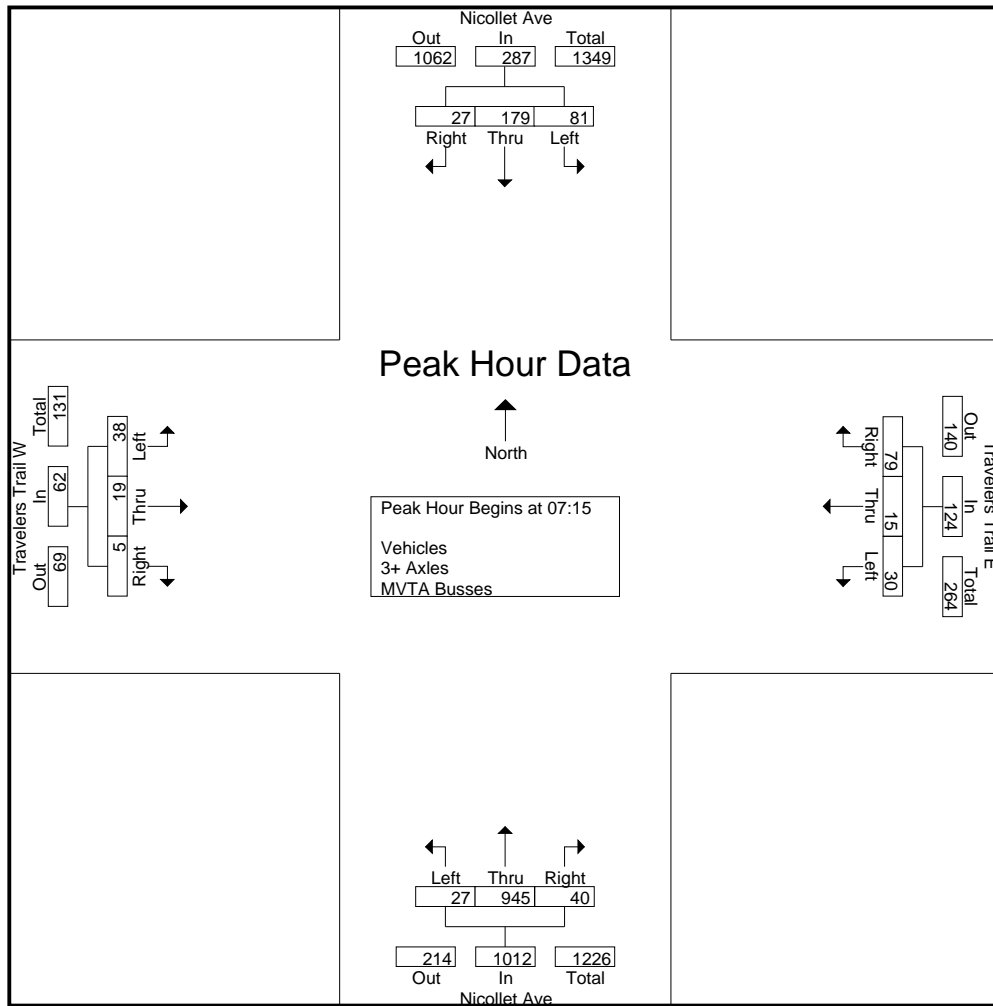 Nicollet Ave
Out In Total
1062 287 1349
27 179 81
Right Thru Left
Peak Hour Data
North
Peak Hour Begins at 07:15
Vehicles
3+ Axles
MVTA Busses
Travelers Trail W
Out In Total
69 62 131
5 19 38
Right Thru Left
Travelers Trail E
Out In Total
140 124 264
79 15 30
Right Thru Left
Left Thru Right
27 945 40
214 1012 1226
Out In Total
Nicollet Ave